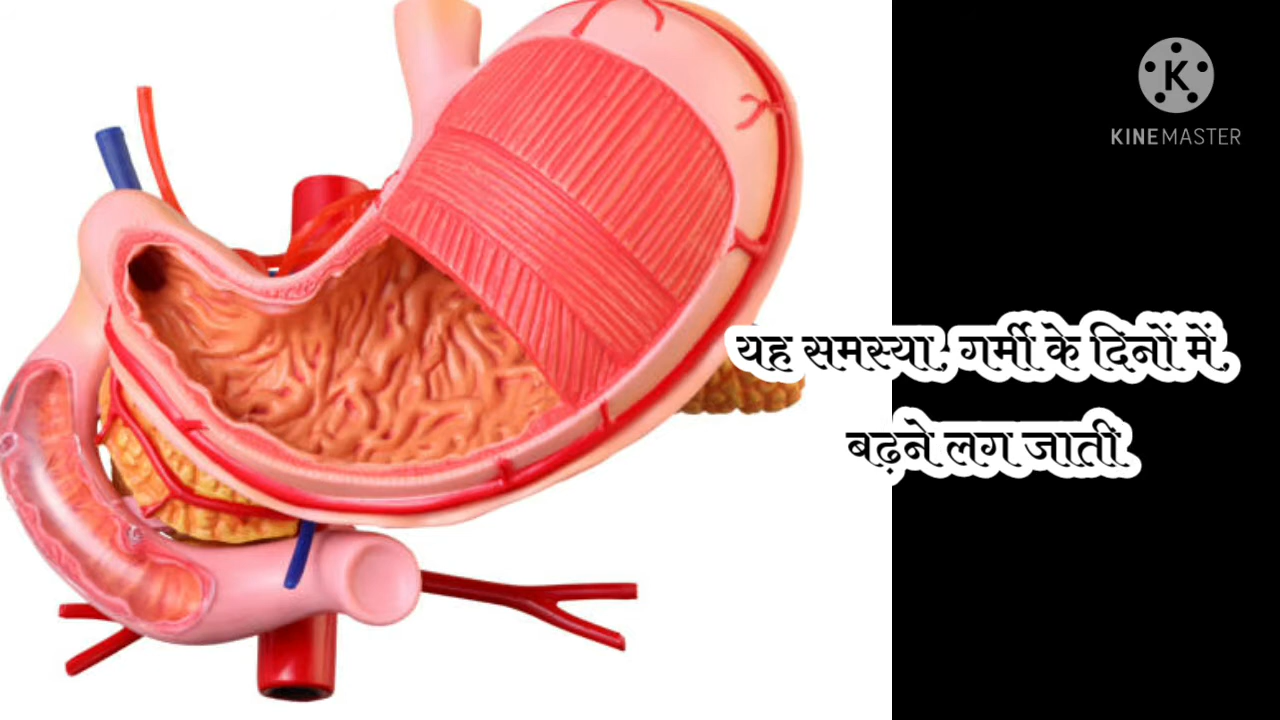 KINEMASTER
यह समस्या गर्मी के दिनों में
बढ़ने लग जाती